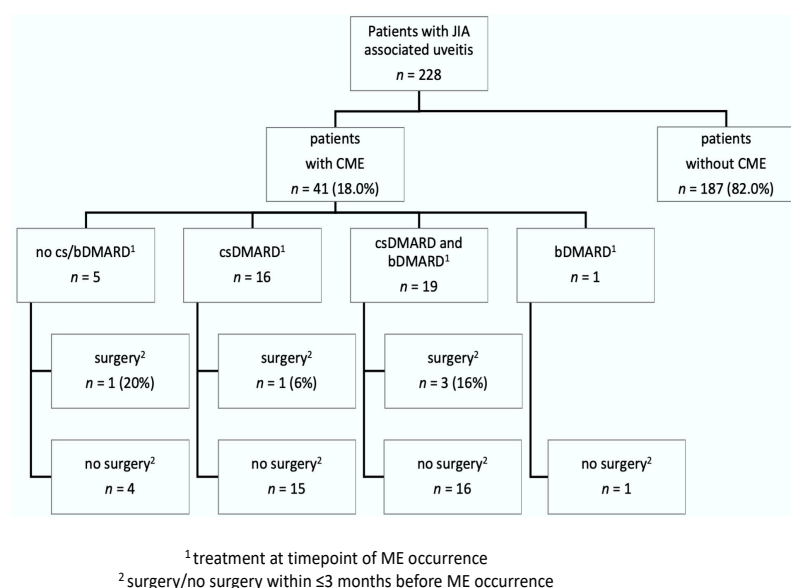 Patients with JIA
associated uveitis
n = 228
patients
with CME
n = 41 (18.0%)
patients
without CME
n = 187 (82.0%)
no cs/bDMARD¹
n = 5
csDMARD¹
n = 16
csDMARD and
bDMARD¹
n = 19
bDMARD¹
n = 1
surgery²
n = 1 (20%)
surgery²
n = 1 (6%)
surgery²
n = 3 (16%)
no surgery²
n = 4
no surgery²
n = 15
no surgery²
n = 16
no surgery²
n = 1
¹ treatment at timepoint of ME occurrence
² surgery/no surgery within ≤3 months before ME occurrence